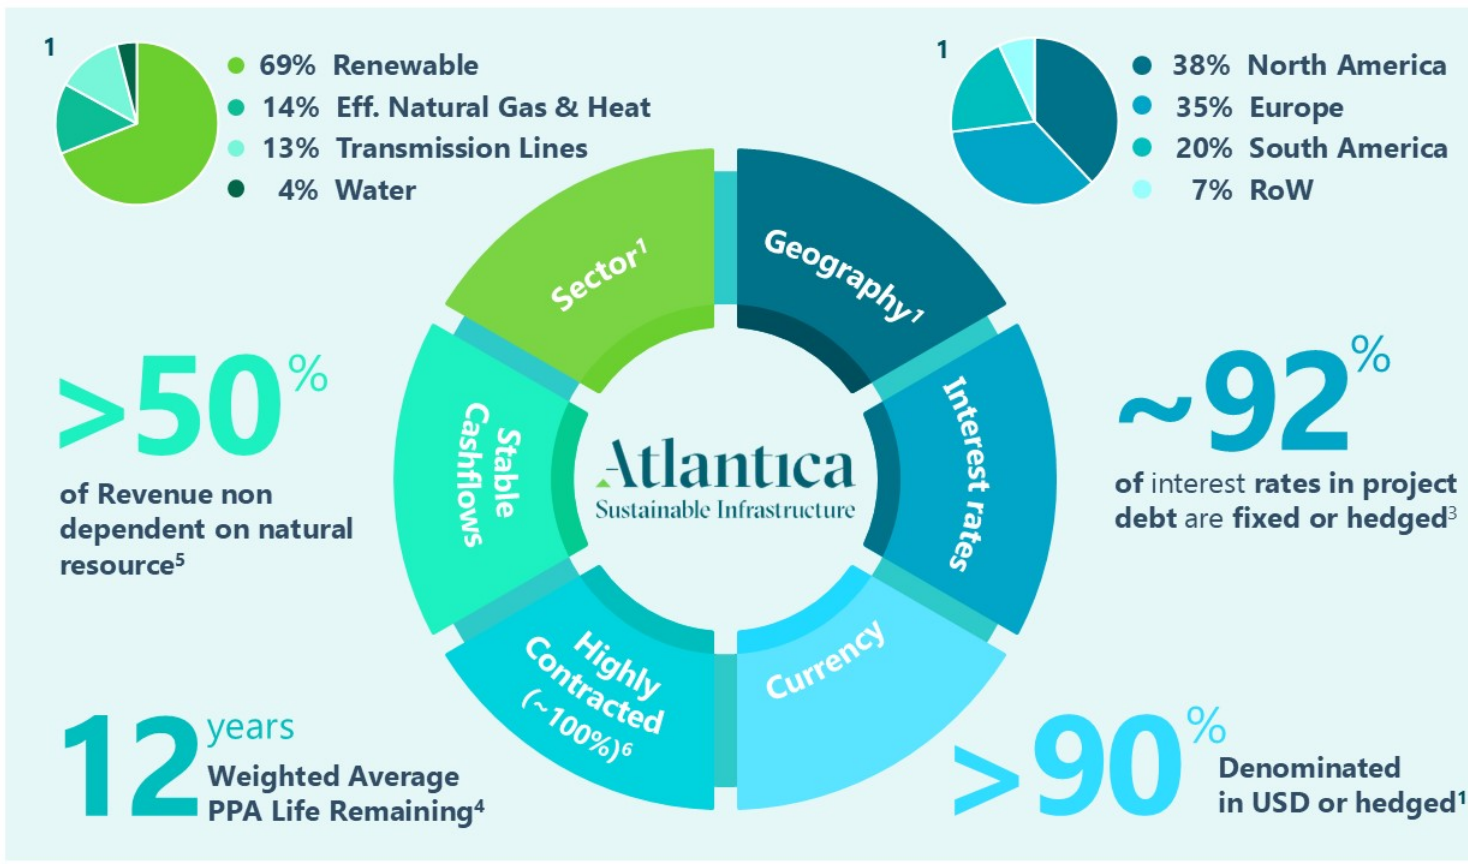 1
69% Renewable
14% Eff. Natural Gas & Heat
13% Transmission Lines
4% Water
1
38% North America
35% Europe
20% South America
7% RoW
Sector¹
Geography¹
>50%
of Revenue non
dependent on natural
resource⁵
Stable
Cashflows
Atlantica
Sustainable Infrastructure
Interest rates
~92%
of interest rates in project
debt are fixed or hedged³
Highly
Contracted
(~100%)⁶
Currency
12 years
Weighted Average
PPA Life Remaining⁴
>90%
Denominated
in USD or hedged¹